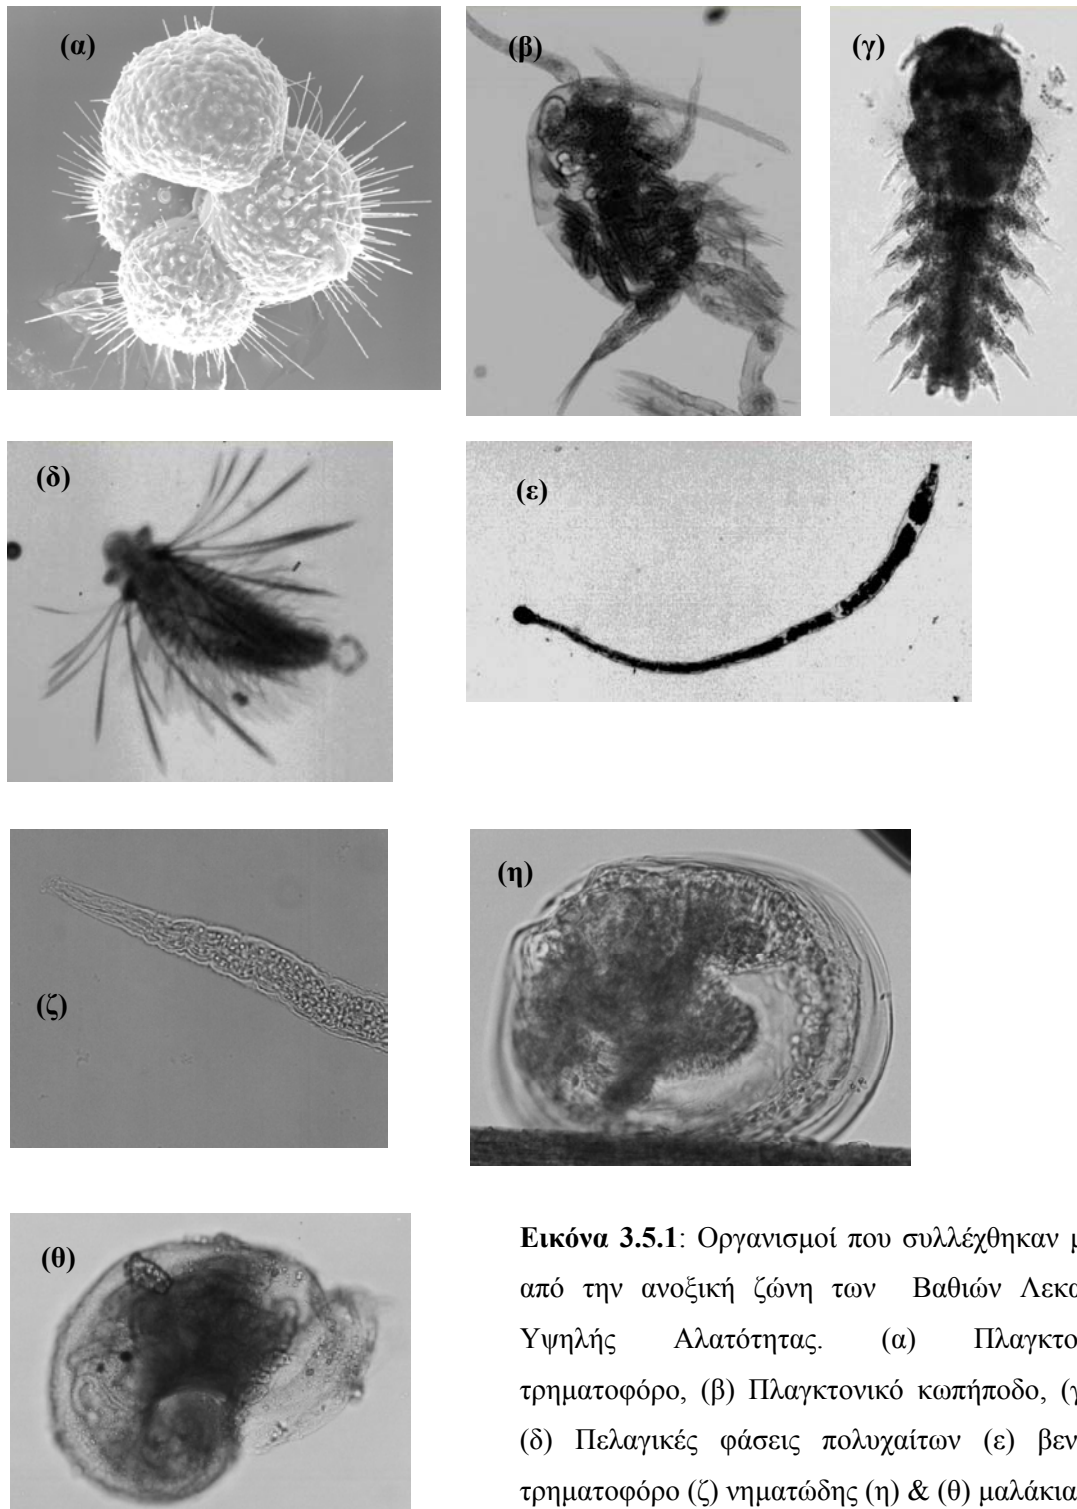 (α)
(β)
(γ)
(δ)
(ε)
(ζ)
(η)
(θ)
Εικόνα 3.5.1: Οργανισμοί που συλλέχθηκαν
από την ανοξική ζώνη των Βαθιών
Υψηλής Αλατότητας. (α)
τρηματοφόρο, (β) Πλαγκτονικό κωπήποδο,
(δ) Πελαγικές φάσεις πολυχαίτων (ε)
τρηματοφόρο (ζ) νηματώδης (η) & (θ) μαλάκια